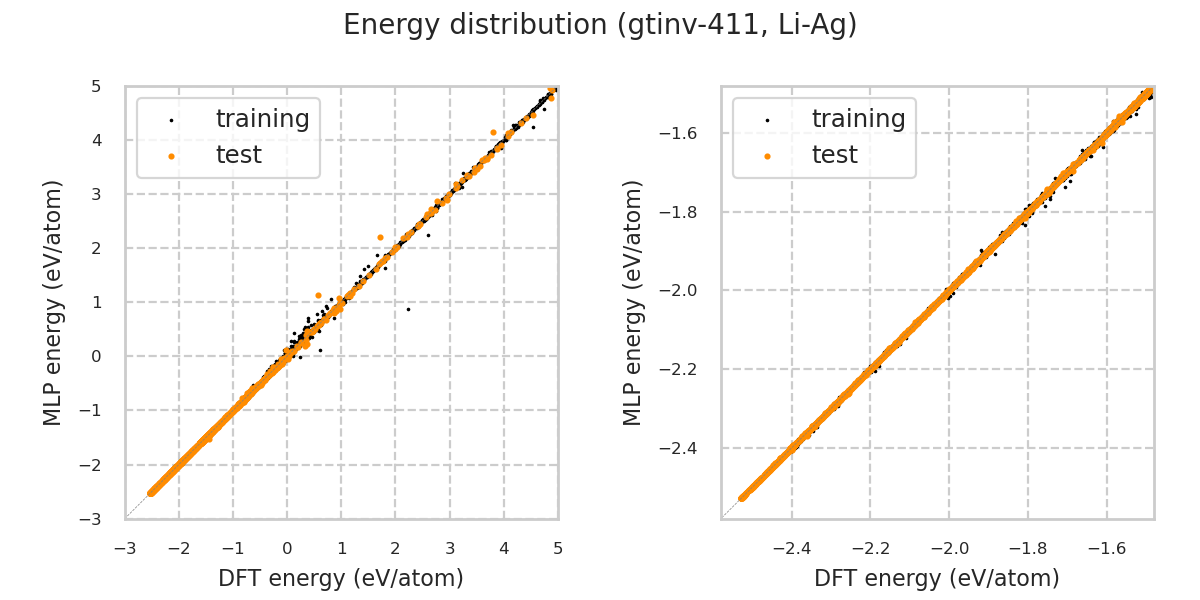 Energy distribution (gtinv-411, Li-Ag)
training
test
5
4
3
2
1
0
−1
−2
−3
−3 −2 −1 0 1 2 3 4 5
MLP energy (eV/atom)
DFT energy (eV/atom)
training
test
−1.6
−1.8
−2.0
−2.2
−2.4
−2.4 −2.2 −2.0 −1.8 −1.6
MLP energy (eV/atom)
DFT energy (eV/atom)